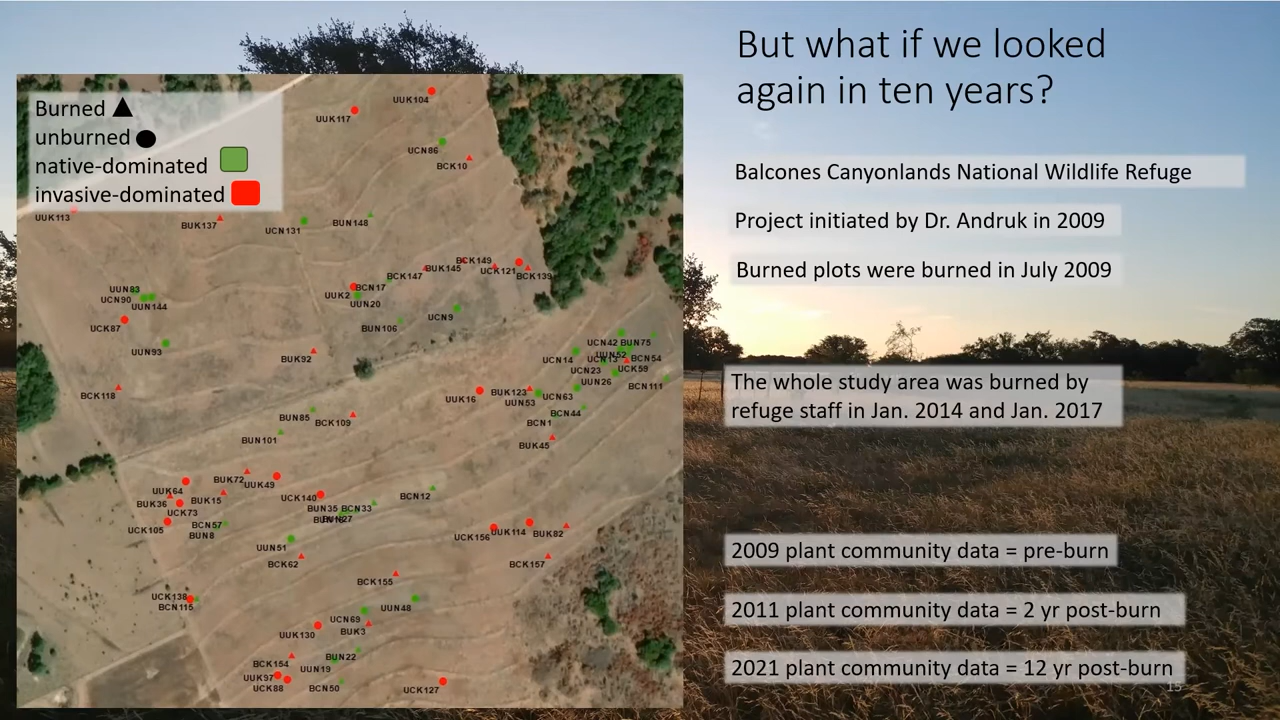 But what if we looked
again in ten years?
Burned
unburned
native-dominated
invasive-dominated
Balcones Canyonlands National Wildlife Refuge
Project initiated by Dr. Andruk in 2009
Burned plots were burned in July 2009
The whole study area was burned by
refuge staff in Jan. 2014 and Jan. 2017
2009 plant community data = pre-burn
2011 plant community data = 2 yr post-burn
2021 plant community data = 12 yr post-burn
15
UUK104
UUK117
UCN86
BCK10
UUK113
BUK137
UCN131
BUN148
BCK149
BUK145
UCK121
BCK139
BCK147
BCN17
UUK2
UUN20
UUN83
UCN90
UUN144
UCN9
UCK87
BUN106
UUN93
BUK92
UCN42
BUN75
UUN52
UCN14
UCN13
BCN54
UCN23
UCK59
UUN26
BCN111
BCK118
UUK16
BUK123
UCN63
UUN53
BCN44
BCN1
BUN85
BCK109
BUN101
BUK45
BUK72
UUK49
UUK64
BUK36
BUK15
UCK73
UCK140
BCN12
BUN35
BCN33
UCK105
BCN57
BUN8
UCK156
UUK114
BUK82
UUN51
BCK62
BCK157
BCK155
UCK138
BCN115
UUN48
UCN69
BUK3
UUK130
BUN22
BCK154
UUN19
UUK97
UCK88
BCN50
UCK127